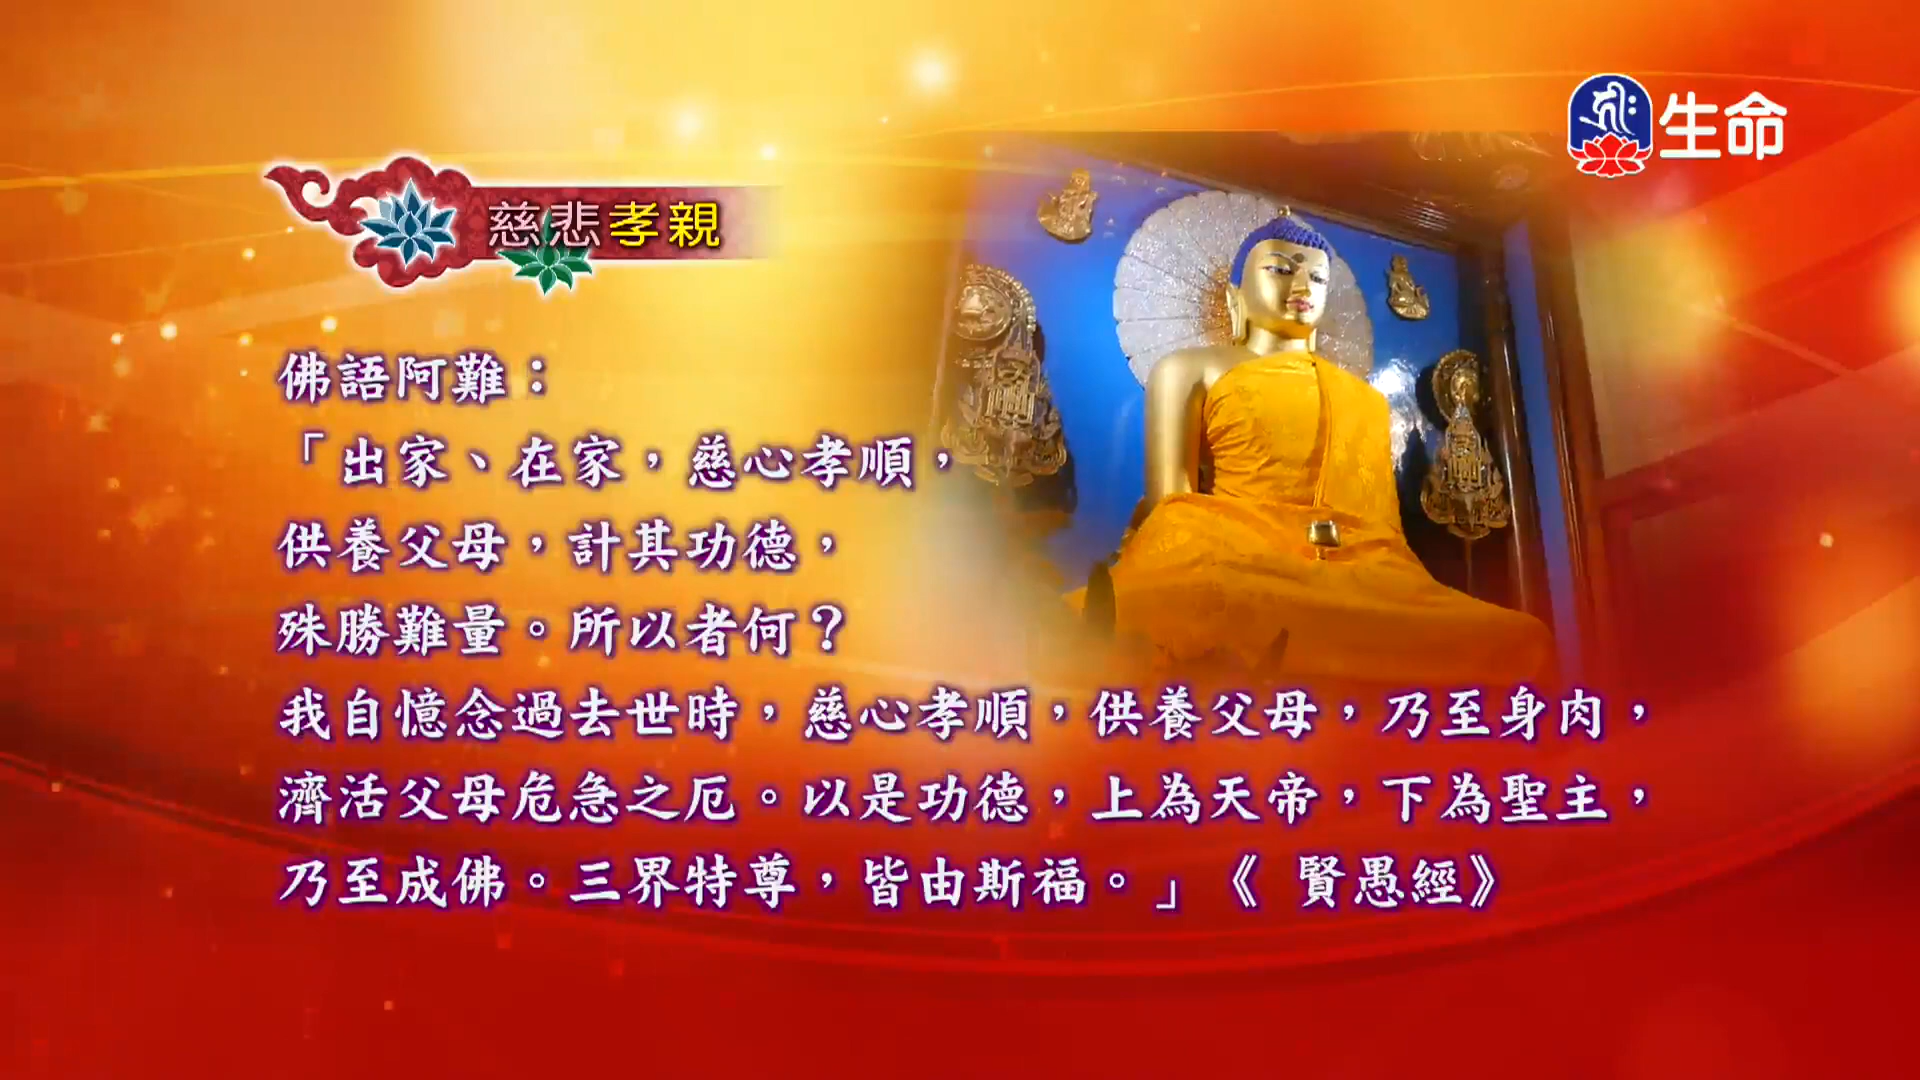 生命
慈悲孝親
佛語阿難：
「出家、在家，慈心孝順，
供養父母，計其功德，
殊勝難量。所以者何？
我自憶念過去世時，慈心孝順，供養父母，乃至身肉，
濟活父母危急之厄。以是功德，上為天帝，下為聖主，
乃至成佛。三界特尊，皆由斯福。」《 賢愚經》